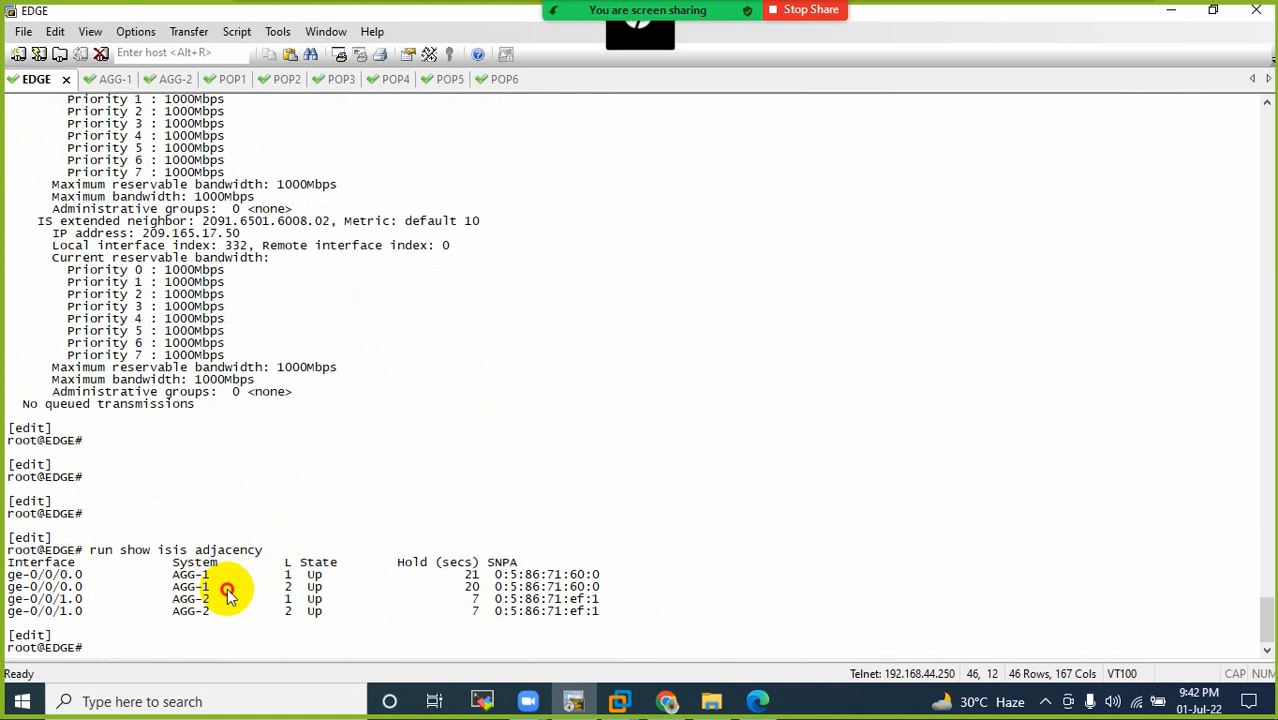 EDGE
You are screen sharing
Stop Share
File Edit View Options Transfer Script Tools Window Help
Enter host <Alt+R>
EDGE AGG-1 AGG-2 POP1 POP2 POP3 POP4 POP5 POP6
Priority 1 : 1000Mbps
Priority 2 : 1000Mbps
Priority 3 : 1000Mbps
Priority 4 : 1000Mbps
Priority 5 : 1000Mbps
Priority 6 : 1000Mbps
Priority 7 : 1000Mbps
Maximum reservable bandwidth: 1000Mbps
Maximum bandwidth: 1000Mbps
Administrative groups:  0 <none>
IS extended neighbor: 2091.6501.6008.02, Metric: default 10
IP address: 209.165.17.50
Local interface index: 332, Remote interface index: 0
Current reservable bandwidth:
Priority 0 : 1000Mbps
Priority 1 : 1000Mbps
Priority 2 : 1000Mbps
Priority 3 : 1000Mbps
Priority 4 : 1000Mbps
Priority 5 : 1000Mbps
Priority 6 : 1000Mbps
Priority 7 : 1000Mbps
Maximum reservable bandwidth: 1000Mbps
Maximum bandwidth: 1000Mbps
Administrative groups:  0 <none>
No queued transmissions
[edit]
root@EDGE#
[edit]
root@EDGE#
[edit]
root@EDGE#
[edit]
root@EDGE# run show isis adjacency
Interface System L State Hold (secs) SNPA
ge-0/0/0.0 AGG-1 1 Up 21 0:5:86:71:60:0
ge-0/0/0.0 AGG-1 2 Up 20 0:5:86:71:60:0
ge-0/0/1.0 AGG-2 1 Up 7 0:5:86:71:ef:1
ge-0/0/1.0 AGG-2 2 Up 7 0:5:86:71:ef:1
[edit]
root@EDGE#
Ready Telnet: 192.168.44.250 46, 12 46 Rows, 167 Cols VT100 CAP NUM
Type here to search 30°C Haze 9:42 PM
01-Jul-22